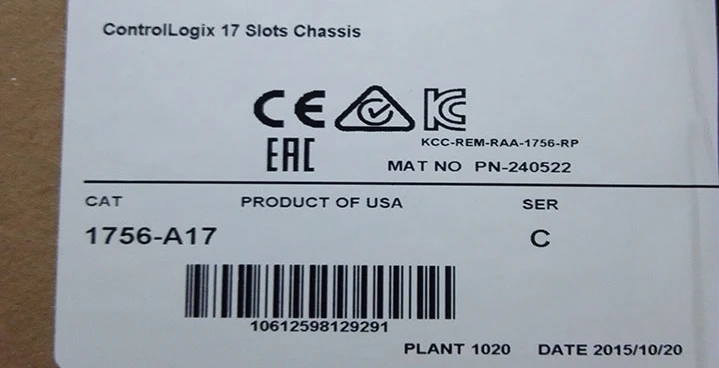 ControlLogix 17 Slots Chassis
CE KC
KCC-REM-RAA-1756-RP
EAC
MAT NO PN-240522
CAT PRODUCT OF USA SER
1756-A17 C
10612598129291
PLANT 1020 DATE 2015/10/20